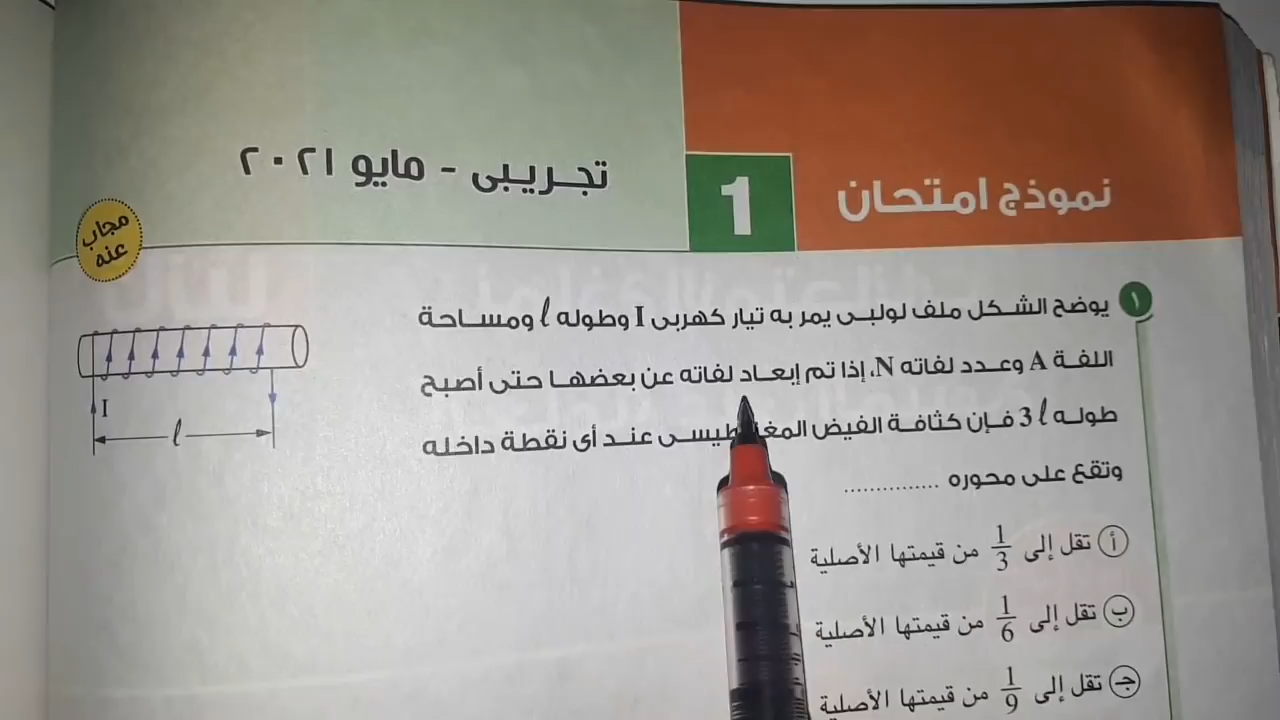 نموذج امتحان
1
تجريبى - مايو ٢٠٢١
مجاب
عنه
١ يوضح الشكل ملف لولبى يمر به تيار كهربى I وطوله l ومساحة
اللفة A وعدد لفاته N، إذا تم إبعاد لفاته عن بعضها حتى أصبح
طوله 3 l فإن كثافة الفيض عند أى نقطة داخله
وتقع على محوره ...............
أ تقل إلى 1/3 من قيمتها الأصلية
ب تقل إلى 1/6 من قيمتها الأصلية
جـ تقل إلى 1/9 من قيمتها الأصلية
I
l